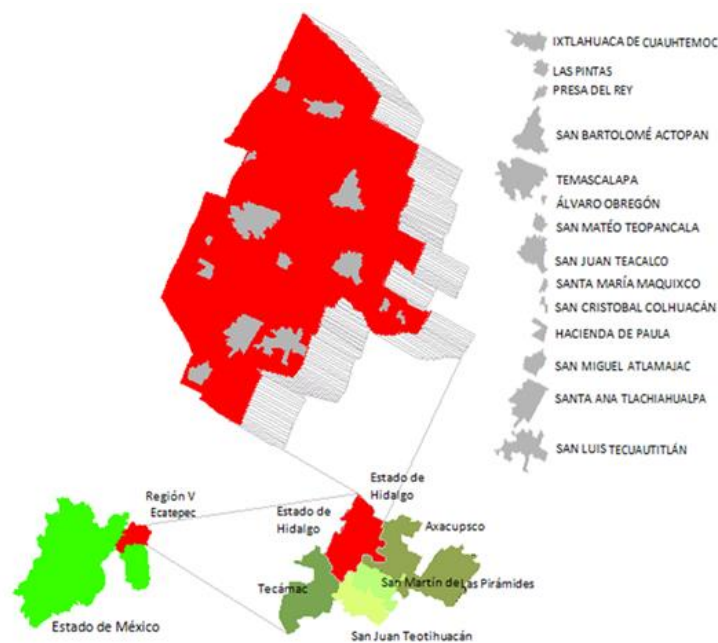 IXTLAHUACA DE CUAUHTEMOC
LAS PINTAS
PRESA DEL REY
SAN BARTOLOMÉ ACTOPAN
TEMASCALAPA
ÁLVARO OBREGÓN
SAN MATÉO TEOPANCALA
SAN JUAN TEACALCO
SANTA MARÍA MAQUIXCO
SAN CRISTOBAL COLHUACÁN
HACIENDA DE PAULA
SAN MIGUEL ATLAMAJAC
SANTA ANA TLACHIAHUALPA
SAN LUIS TECUAUTITLÁN
Región V
Ecatepec
Estado de México
Estado de
Hidalgo
Estado de
Hidalgo
Axacupsco
Tecámac
San Martín de Las Pirámides
San Juan Teotihuacán